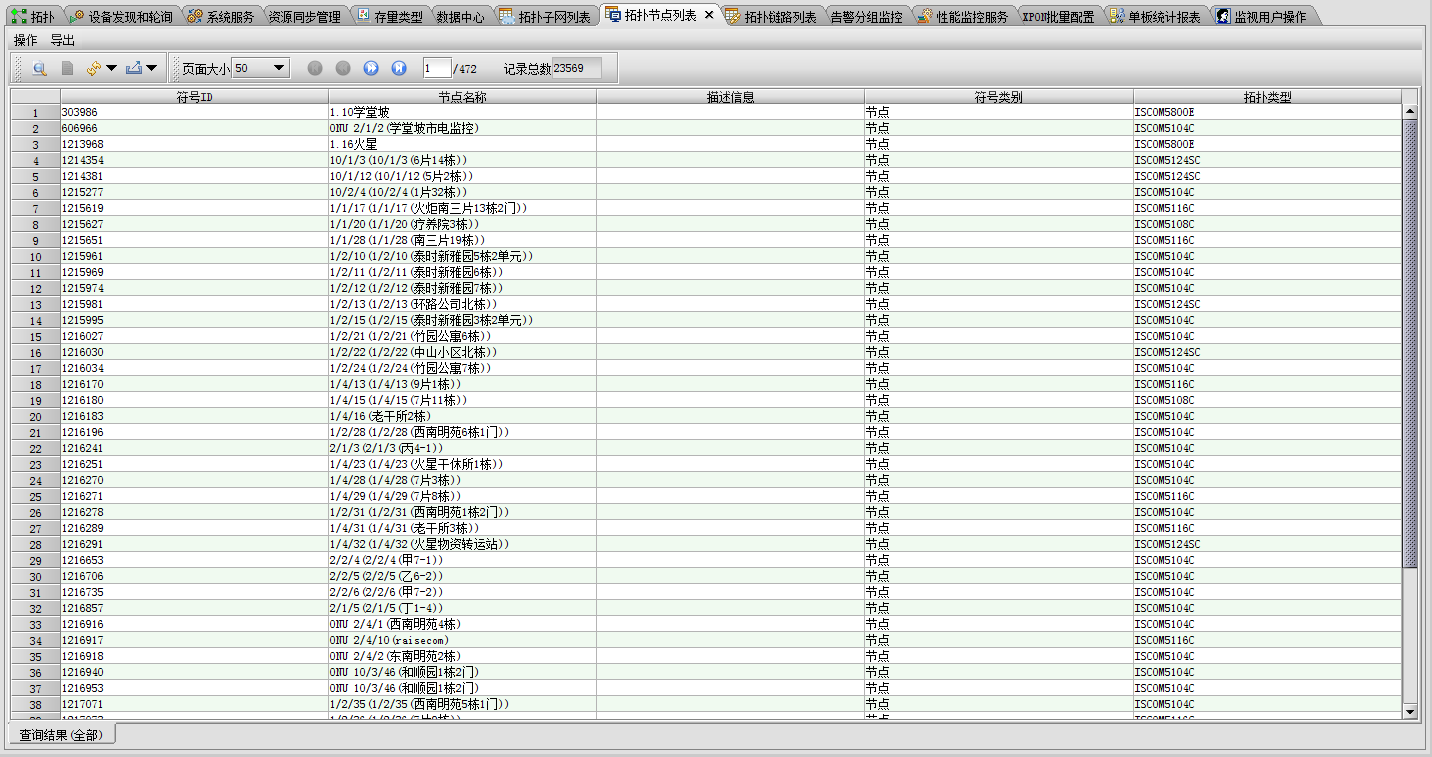 拓扑 设备发现和轮询 系统服务 资源同步管理 存量类型 数据中心 拓扑子网列表 拓扑节点列表 拓扑链路列表 告警分组监控 性能监控服务 XPON批量配置 单板统计报表 监视用户操作
操作 导出
页面大小 50 1 /472 记录总数 23569
符号ID 节点名称 描述信息 符号类别 拓扑类型
1 303986 1.10学堂坡 节点 ISCOM5800E
2 606966 ONU 2/1/2(学堂坡市电监控) 节点 ISCOM5104C
3 1213968 1.16火星 节点 ISCOM5800E
4 1214354 10/1/3(10/1/3(6片14栋)) 节点 ISCOM5124SC
5 1214381 10/1/12(10/1/12(5片2栋)) 节点 ISCOM5124SC
6 1215277 10/2/4(10/2/4(1片32栋)) 节点 ISCOM5104C
7 1215619 1/1/17(1/1/17(火炬南三片13栋2门)) 节点 ISCOM5116C
8 1215627 1/1/20(1/1/20(疗养院3栋)) 节点 ISCOM5108C
9 1215651 1/1/28(1/1/28(南三片19栋)) 节点 ISCOM5116C
10 1215961 1/2/10(1/2/10(泰时新雅园5栋2单元)) 节点 ISCOM5104C
11 1215969 1/2/11(1/2/11(泰时新雅园6栋)) 节点 ISCOM5104C
12 1215974 1/2/12(1/2/12(泰时新雅园7栋)) 节点 ISCOM5104C
13 1215981 1/2/13(1/2/13(环路公司北栋)) 节点 ISCOM5124SC
14 1215995 1/2/15(1/2/15(泰时新雅园3栋2单元)) 节点 ISCOM5104C
15 1216027 1/2/21(1/2/21(竹园公寓6栋)) 节点 ISCOM5104C
16 1216030 1/2/22(1/2/22(中山小区北栋)) 节点 ISCOM5124SC
17 1216034 1/2/24(1/2/24(竹园公寓7栋)) 节点 ISCOM5104C
18 1216170 1/4/13(1/4/13(9片1栋)) 节点 ISCOM5116C
19 1216180 1/4/15(1/4/15(7片11栋)) 节点 ISCOM5108C
20 1216183 1/4/16(老干所2栋) 节点 ISCOM5104C
21 1216196 1/2/28(1/2/28(西南明苑6栋1门)) 节点 ISCOM5104C
22 1216241 2/1/3(2/1/3(丙4-1)) 节点 ISCOM5104C
23 1216251 1/4/23(1/4/23(火星干休所1栋)) 节点 ISCOM5104C
24 1216270 1/4/28(1/4/28(7片3栋)) 节点 ISCOM5104C
25 1216271 1/4/29(1/4/29(7片8栋)) 节点 ISCOM5116C
26 1216278 1/2/31(1/2/31(西南明苑1栋2门)) 节点 ISCOM5104C
27 1216289 1/4/31(1/4/31(老干所3栋)) 节点 ISCOM5116C
28 1216291 1/4/32(1/4/32(火星物资转运站)) 节点 ISCOM5124SC
29 1216653 2/2/4(2/2/4(甲7-1)) 节点 ISCOM5104C
30 1216706 2/2/5(2/2/5(乙6-2)) 节点 ISCOM5104C
31 1216735 2/2/6(2/2/6(甲7-2)) 节点 ISCOM5104C
32 1216857 2/1/5(2/1/5(丁1-4)) 节点 ISCOM5104C
33 1216916 ONU 2/4/1(西南明苑4栋) 节点 ISCOM5104C
34 1216917 ONU 2/4/10(raisecom) 节点 ISCOM5116C
35 1216918 ONU 2/4/2(东南明苑2栋) 节点 ISCOM5104C
36 1216940 ONU 10/3/46(和顺园1栋2门) 节点 ISCOM5104C
37 1216953 ONU 10/3/46(和顺园1栋2门) 节点 ISCOM5104C
38 1217071 1/2/35(1/2/35(西南明苑5栋1门)) 节点 ISCOM5104C
查询结果(全部)